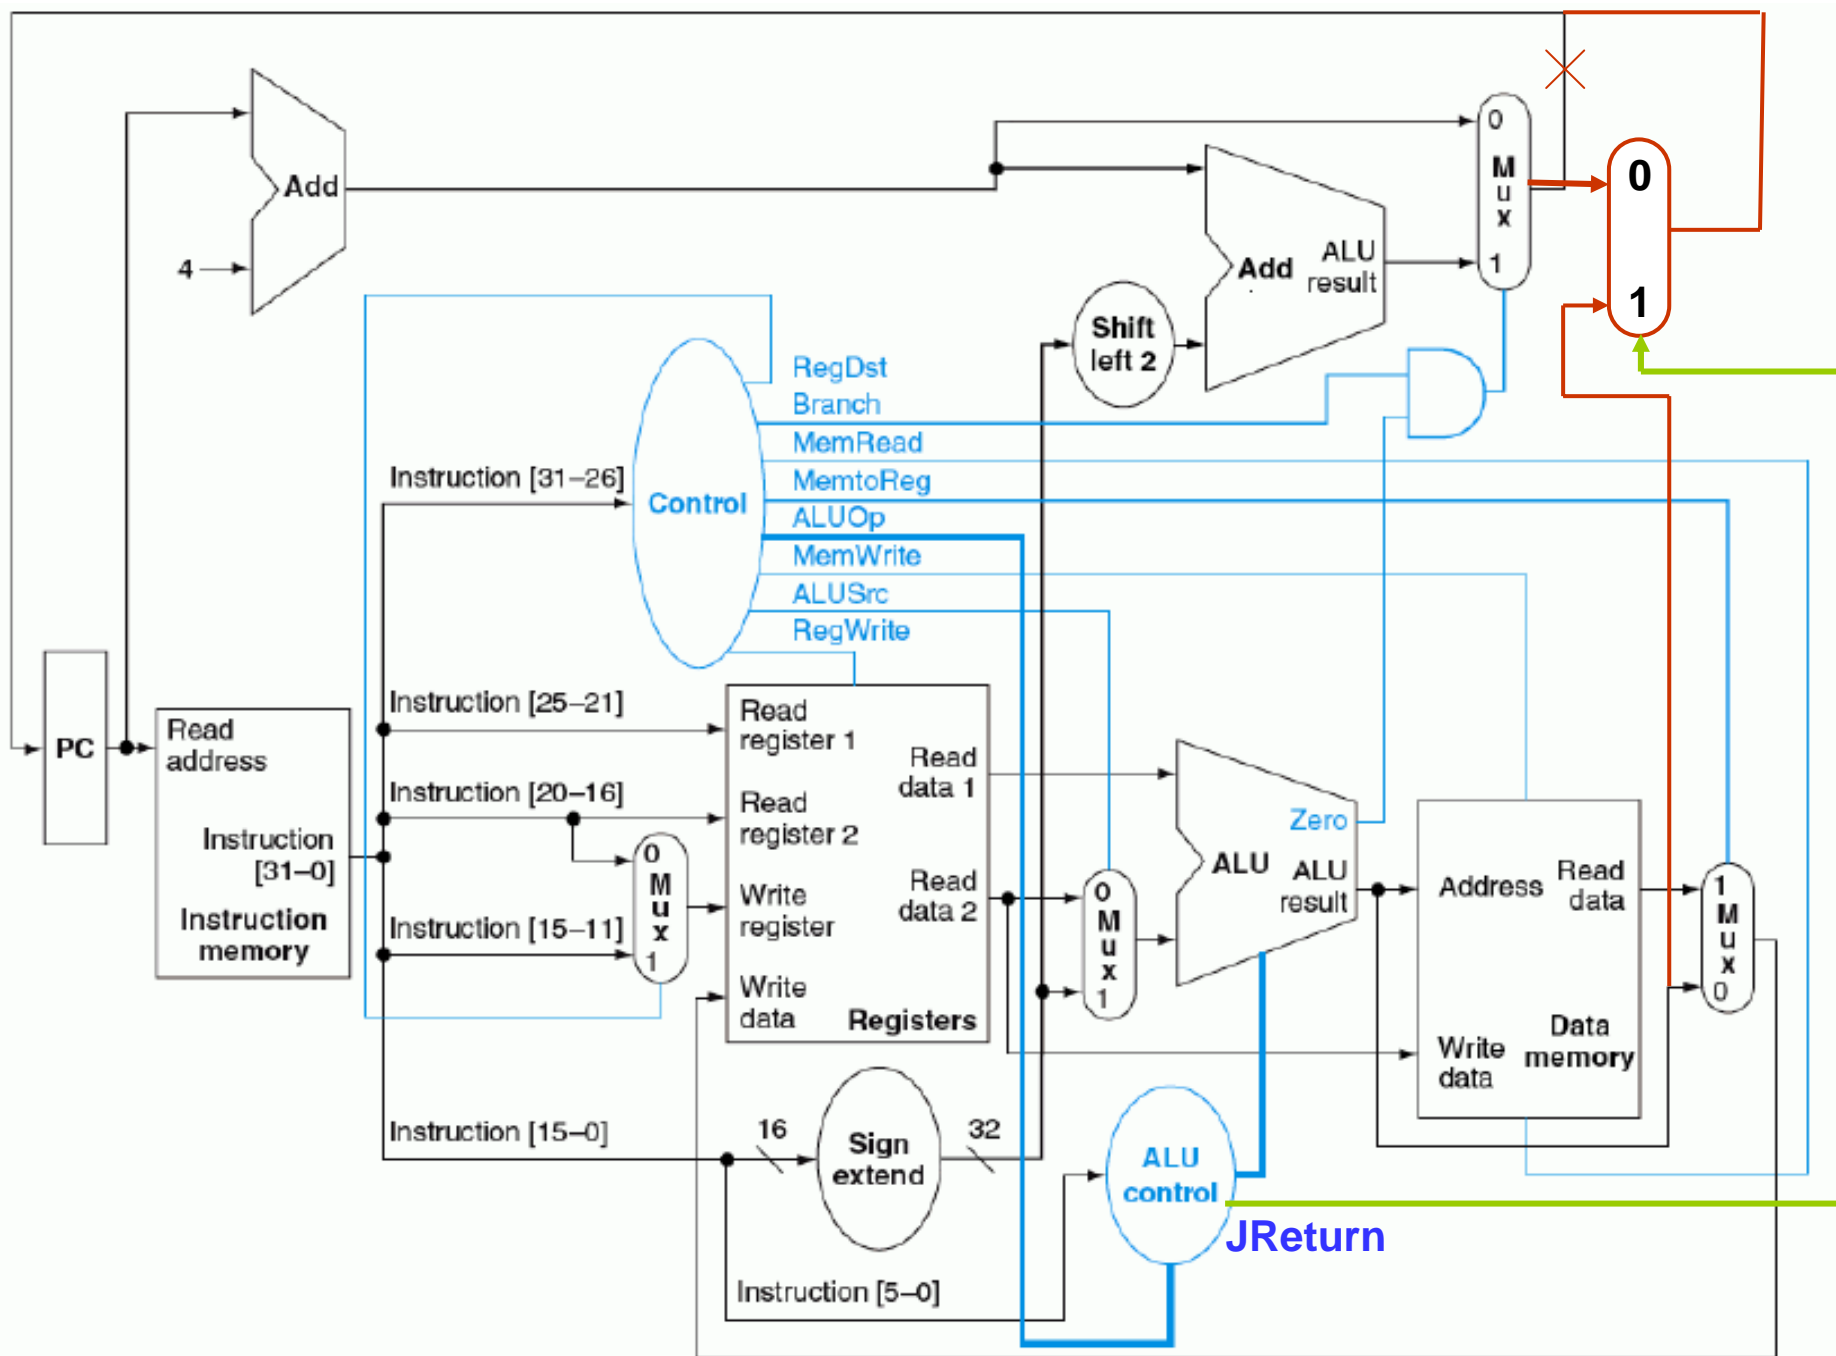 Add
4
0
M
u
x
1
Add
ALU
result
Shift
left 2
0
1
RegDst
Branch
MemRead
MemtoReg
ALUOp
MemWrite
ALUSrc
RegWrite
Control
Instruction [31–26]
Instruction [25–21]
Instruction [20–16]
Instruction [15–11]
Instruction [15–0]
Instruction [5–0]
PC
Read
address
Instruction
[31–0]
Instruction
memory
0
M
u
x
1
Read
register 1
Read
register 2
Write
register
Write
data
Read
data 1
Read
data 2
Registers
16
Sign
extend
32
0
M
u
x
1
Zero
ALU
ALU
result
ALU
control
JReturn
Address
Read
data
Write
data
Data
memory
1
M
u
x
0